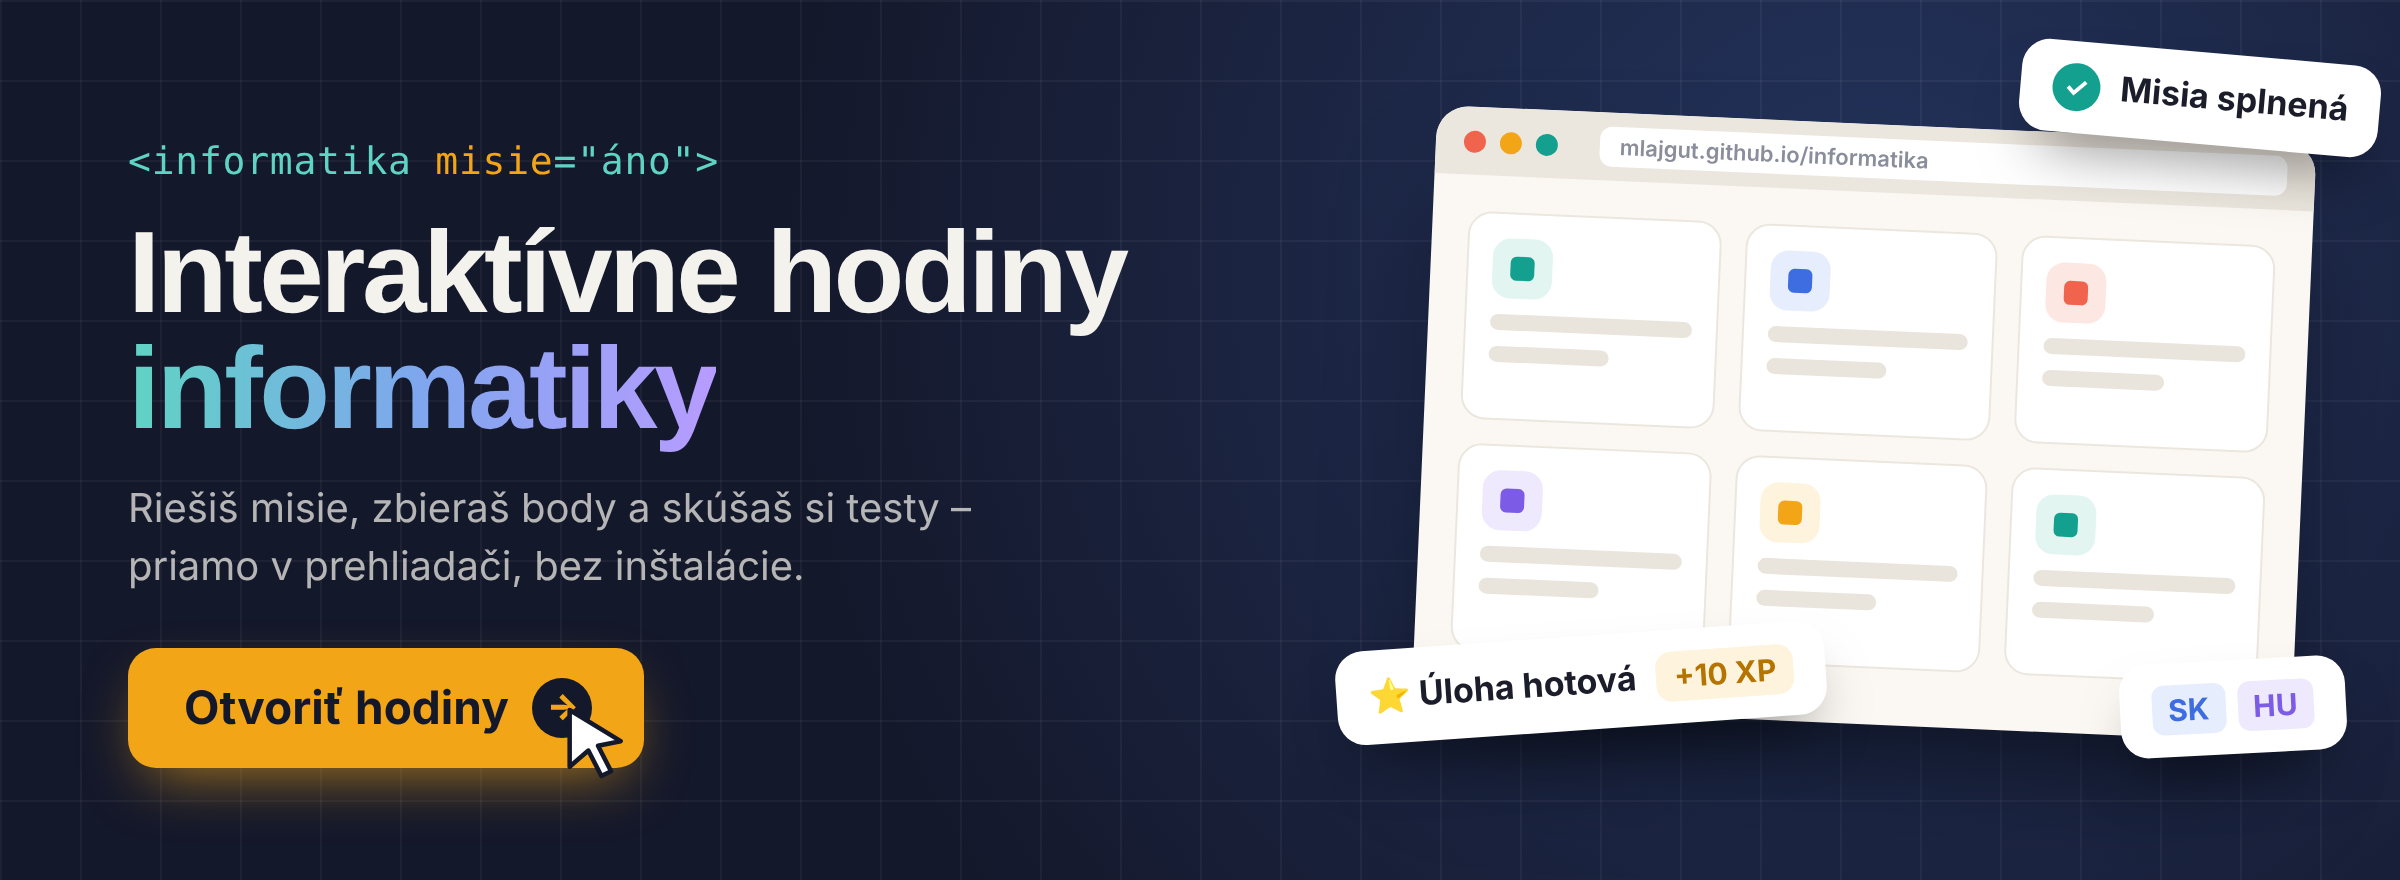 <informatika misie="áno">
Interaktívne hodiny
informatiky
Riešiš misie, zbieraš body a skúšaš si testy –
priamo v prehliadači, bez inštalácie.
Otvoriť hodiny
Misia splnená
mlajgut.github.io/informatika
Úloha hotová +10 XP
SK HU